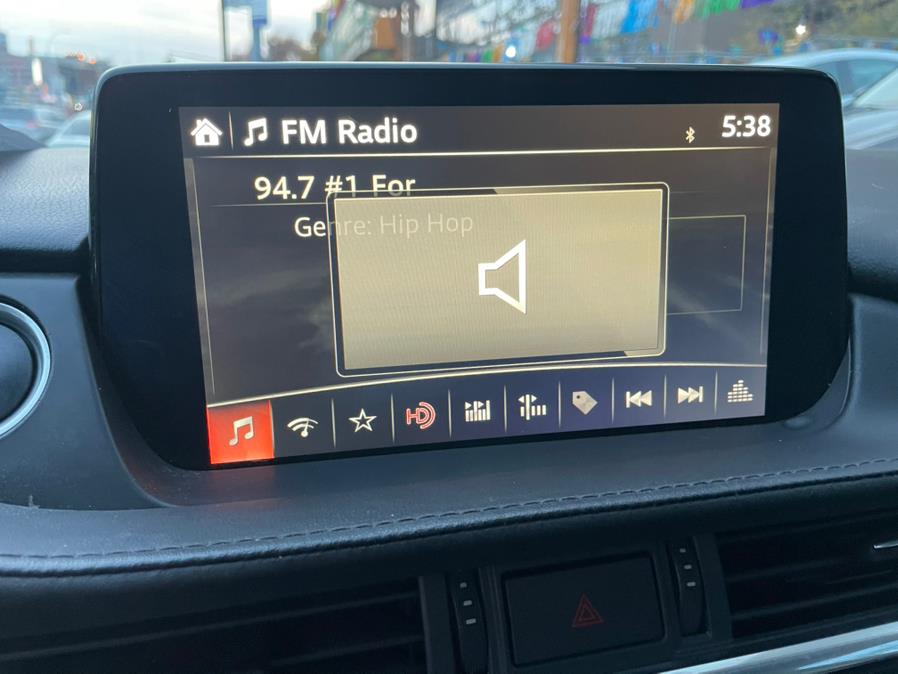 FM Radio
5:38
94.7 #1 For
Genre: Hip Hop
HD